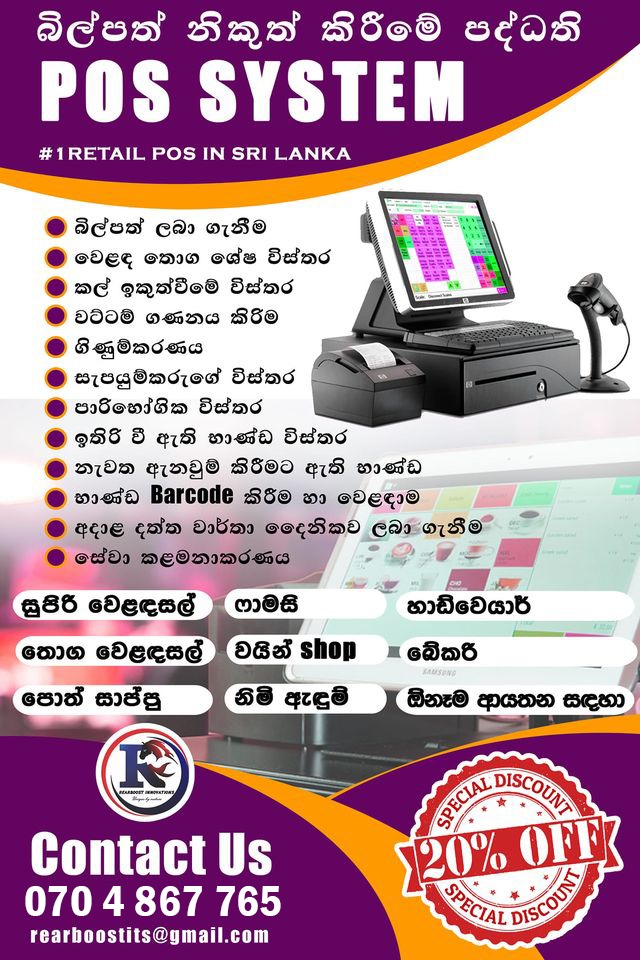 බිල්පත් නිකුත් කිරීමේ පද්ධති
POS SYSTEM
#1RETAIL POS IN SRI LANKA
බිල්පත් ලබා ගැනීම
වෙළඳ තොග ශේෂ විස්තර
කල් ඉකුත්වීමේ විස්තර
වට්ටම් ගණනය කිරීම
ගිණුම්කරණය
සැපයුම්කරුගේ විස්තර
පාරිභෝගික විස්තර
ඉතිරි වී ඇති භාණ්ඩ විස්තර
නැවත ඇනවුම් කිරීමට ඇති භාණ්ඩ
භාණ්ඩ Barcode කිරීම හා වෙළඳාම
අදාළ දත්ත වාර්තා දෛනිකව ලබා ගැනීම
සේවා කළමනාකරණය
සුපිරි වෙළඳසල් ෆාමසි හාඩ්වෙයාර්
තොග වෙළඳසල් වයින් shop බේකරි
පොත් සාප්පු නිමි ඇඳුම් ඕනෑම ආයතන සඳහා
SAMSUNG
REARBOOST INNOVATIONS
Contact Us
070 4 867 765
rearboostits@gmail.com
SPECIAL DISCOUNT
20% OFF
SPECIAL DISCOUNT